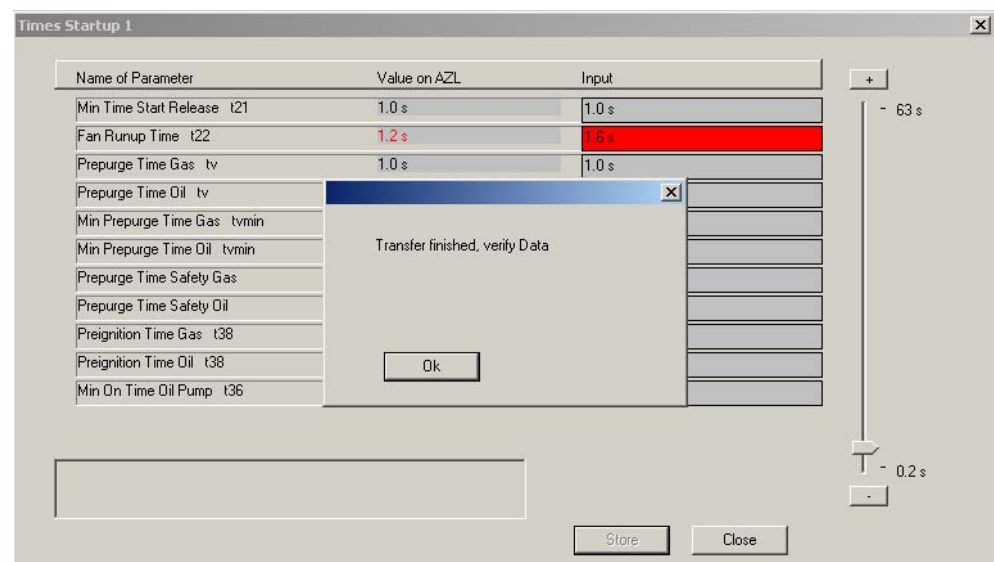 Times Startup 1
Name of Parameter Value on AZL Input +
Min Time Start Release t21 1.0 s 1.0 s - 63 s
Fan Runup Time t22 1.2 s 1.6 s
Prepurge Time Gas tv 1.0 s 1.0 s
Prepurge Time Oil tv
Min Prepurge Time Gas tvmin
Min Prepurge Time Oil tvmin
Transfer finished, verify Data
Prepurge Time Safety Gas
Prepurge Time Safety Oil
Preignition Time Gas t38
Preignition Time Oil t38
Ok
Min On Time Oil Pump t36
- 0.2 s
-
Store Close